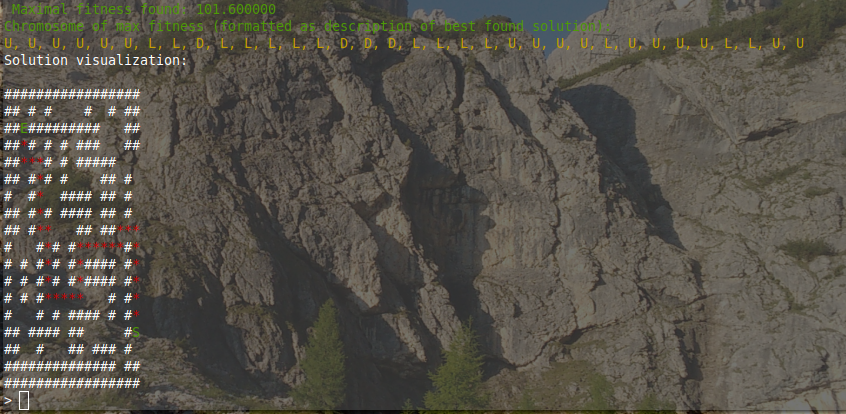 Maximal fitness found: 101.600000
Chromosome of max fitness (formatted as description of best found solution):
U, U, U, U, U, U, L, L, D, L, L, L, L, L, D, D, D, L, L, L, L, U, U, U, U, L, U, U, U, U, L, L, U, U
Solution visualization:
#################
## # #    #  # ##
##E#########   ##
##*# # # ###   ##
##***# # #####
## #*# #    ## #
#  #*  #### ## #
## #*# #### ## #
## #**   ## ##***
#   #*# #******#*
# # #*# #*####*#*
# # #*# #*#### #*
# # #*****   # #*
#   # # #### # #*
## #### ##     #S
##  #   ## ### #
############## ##
#################
>